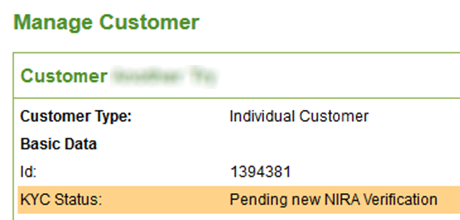 Manage Customer
Customer
Customer Type: Individual Customer
Basic Data
Id: 1394381
KYC Status: Pending new NIRA Verification